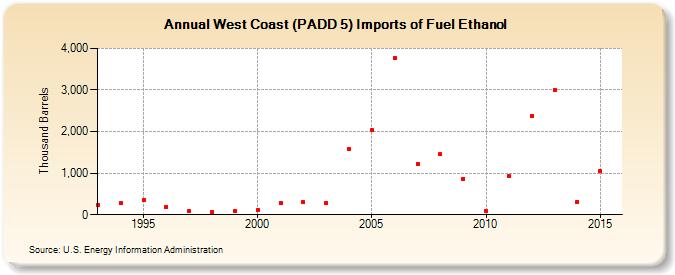 Annual West Coast (PADD 5) Imports of Fuel Ethanol
Thousand Barrels
4,000
3,000
2,000
1,000
0
1995 2000 2005 2010 2015
Source: U.S. Energy Information Administration